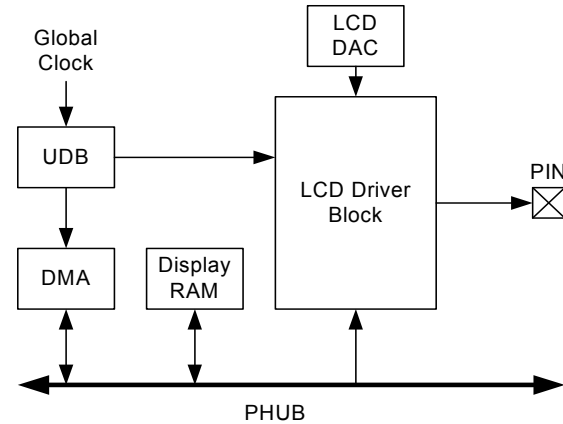 Global
Clock
LCD
DAC
UDB
LCD Driver
Block
PIN
DMA
Display
RAM
PHUB